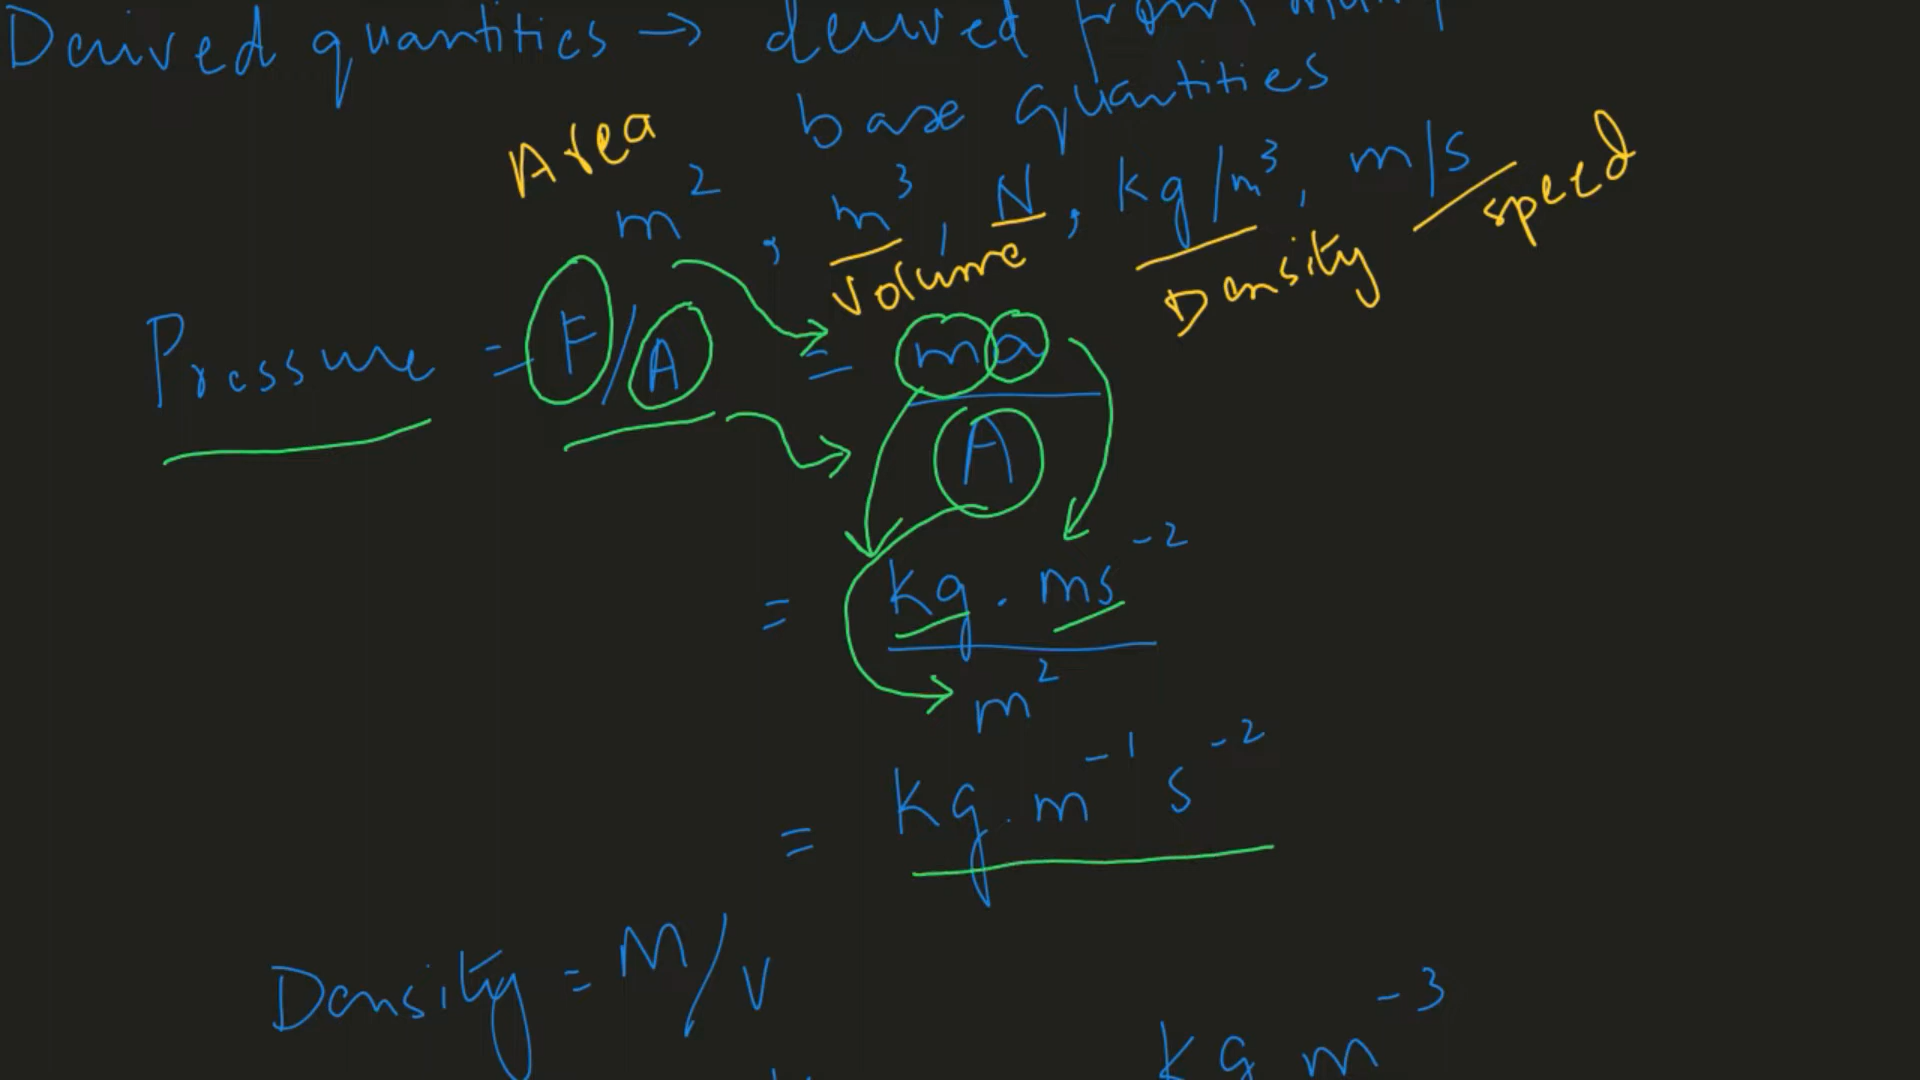 Derived quantities → derived from
base quantities
Area
m², m³, N, kg/m³, m/s
Volume Density speed
Pressure = F/A = ma
A
= kg . ms⁻²
m²
= kg . m⁻¹ s⁻²
Density = M/V
kg m⁻³